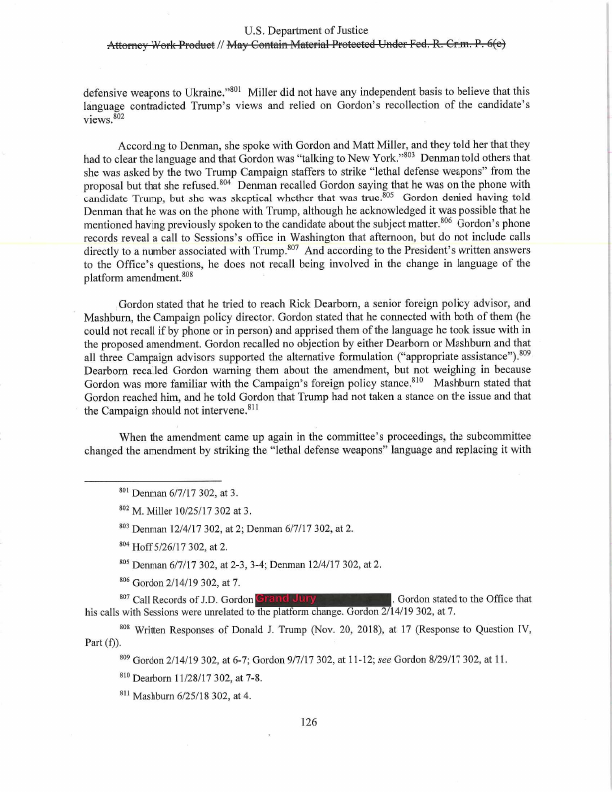 U.S. Department of Justice
Attorney Work Product // May Contain Material Protected Under Fed. R. Crim. P. 6(e)
defensive weapons to Ukraine."801 Miller did not have any independent basis to believe that this
language contradicted Trump's views and relied on Gordon's recollection of the candidate's
views.802
According to Denman, she spoke with Gordon and Matt Miller, and they told her that they
had to clear the language and that Gordon was "talking to New York."803 Denman told others that
she was asked by the two Trump Campaign staffers to strike "lethal defense weapons" from the
proposal but that she refused.804 Denman recalled Gordon saying that he was on the phone with
candidate Trump, but she was skeptical whether that was true.805 Gordon denied having told
Denman that he was on the phone with Trump, although he acknowledged it was possible that he
mentioned having previously spoken to the candidate about the subject matter.806 Gordon's phone
records reveal a call to Sessions's office in Washington that afternoon, but do not include calls
directly to a number associated with Trump.807 And according to the President's written answers
to the Office's questions, he does not recall being involved in the change in language of the
platform amendment.808
Gordon stated that he tried to reach Rick Dearborn, a senior foreign policy advisor, and
Mashburn, the Campaign policy director. Gordon stated that he connected with both of them (he
could not recall if by phone or in person) and apprised them of the language he took issue with in
the proposed amendment. Gordon recalled no objection by either Dearborn or Mashburn and that
all three Campaign advisors supported the alternative formulation ("appropriate assistance").809
Dearborn recalled Gordon warning them about the amendment, but not weighing in because
Gordon was more familiar with the Campaign's foreign policy stance.810 Mashburn stated that
Gordon reached him, and he told Gordon that Trump had not taken a stance on the issue and that
the Campaign should not intervene.811
When the amendment came up again in the committee's proceedings, the subcommittee
changed the amendment by striking the "lethal defense weapons" language and replacing it with
801 Denman 6/7/17 302, at 3.
802 M. Miller 10/25/17 302 at 3.
803 Denman 12/4/17 302, at 2; Denman 6/7/17 302, at 2.
804 Hoff 5/26/17 302, at 2.
805 Denman 6/7/17 302, at 2-3, 3-4; Denman 12/4/17 302, at 2.
806 Gordon 2/14/19 302, at 7.
807 Call Records of J.D. Gordon Grand Jury . Gordon stated to the Office that
his calls with Sessions were unrelated to the platform change. Gordon 2/14/19 302, at 7.
808 Written Responses of Donald J. Trump (Nov. 20, 2018), at 17 (Response to Question IV,
Part (f)).
809 Gordon 2/14/19 302, at 6-7; Gordon 9/7/17 302, at 11-12; see Gordon 8/29/17 302, at 11.
810 Dearborn 11/28/17 302, at 7-8.
811 Mashburn 6/25/18 302, at 4.
126